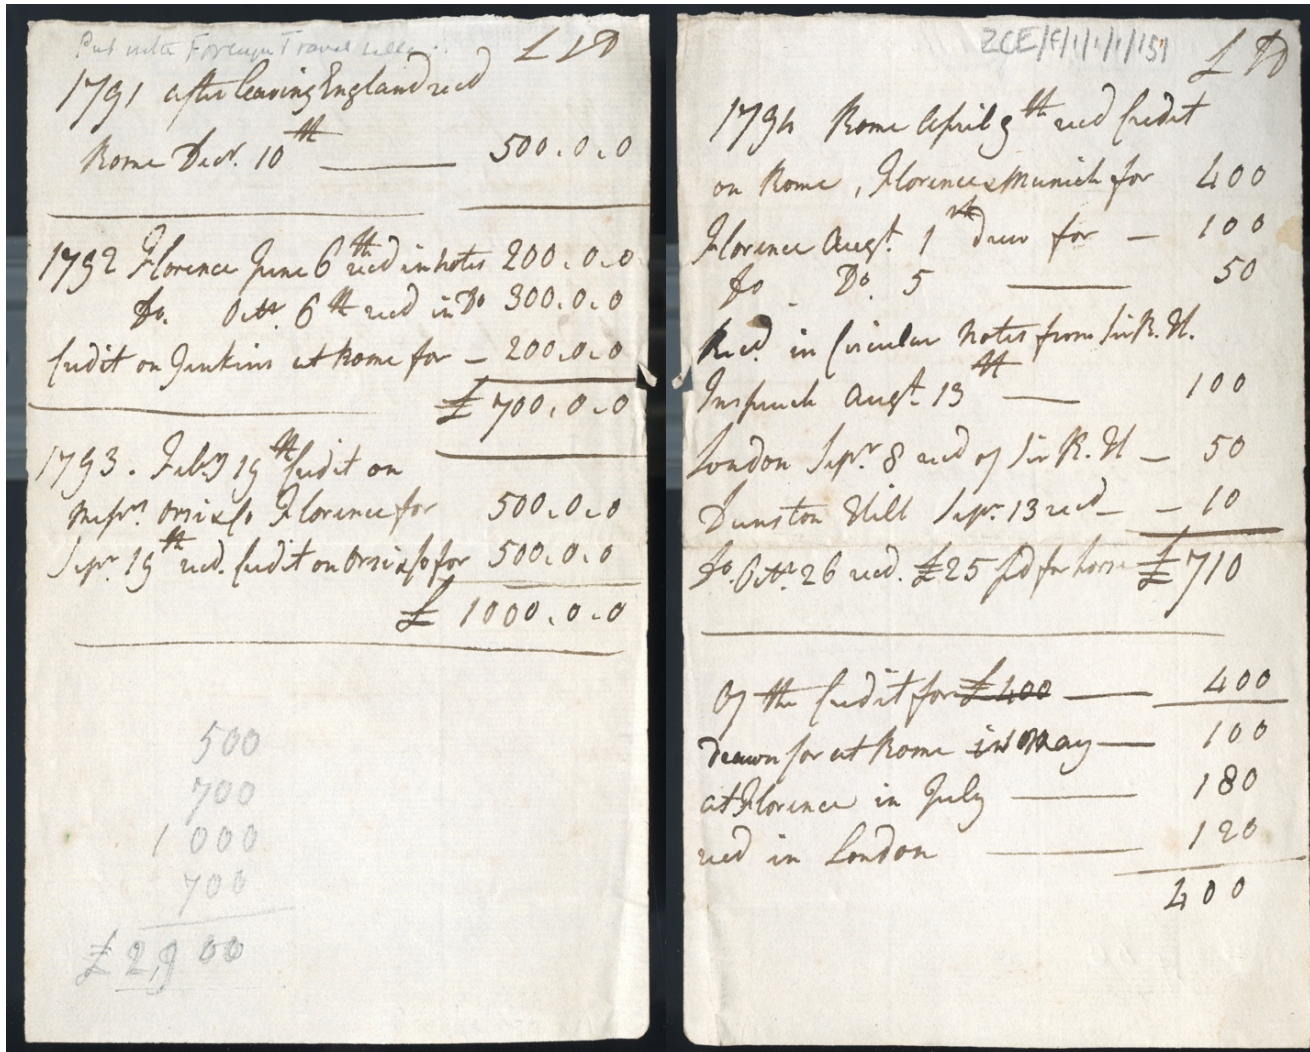 Put with Foreign Travel
£ s D
1791 after leaving England recd
Rome Decr. 10th 500.0.0
1792 Florence June 6th recd in notes 200.0.0
Do. Octr. 6th recd in Do 300.0.0
Credit on Jenkins at Rome for 200.0.0
£ 700.0.0
1793. Feby 19th Credit on
Messrs. Orsi & Co Florence for 500.0.0
Sepr. 19th recd. Credit on Orsi & Co for 500.0.0
£ 1000.0.0
500
700
1000
700
£ 2,900
ZCE/F/1/1/1/151
£
1794 Rome April 9th recd Credit
on Rome, Florence & Munich for 400
Florence Augt. 1 drew for 100
Do. Do. 5 50
Recd. in Circular Notes from Sir R. H.
Inspruch Augt. 13th 100
London Sepr. 8 recd of Sir R. H 50
Dunston Hill Sepr. 13 recd 10
Do. Octr. 26 recd. £25 pd for horse £710
Of the Credit for £400 400
drawn for at Rome in May 100
at Florence in July 180
recd in London 120
400